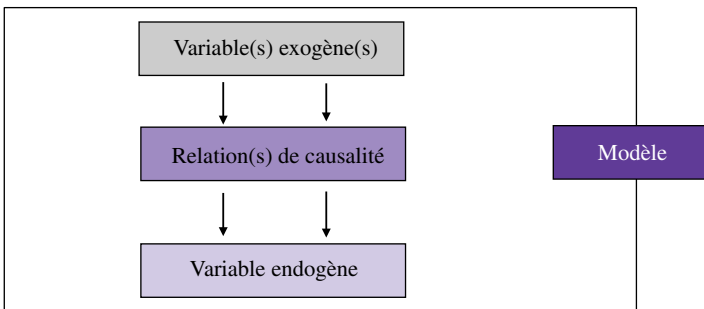 Variable(s) exogène(s)
Relation(s) de causalité
Modèle
Variable endogène